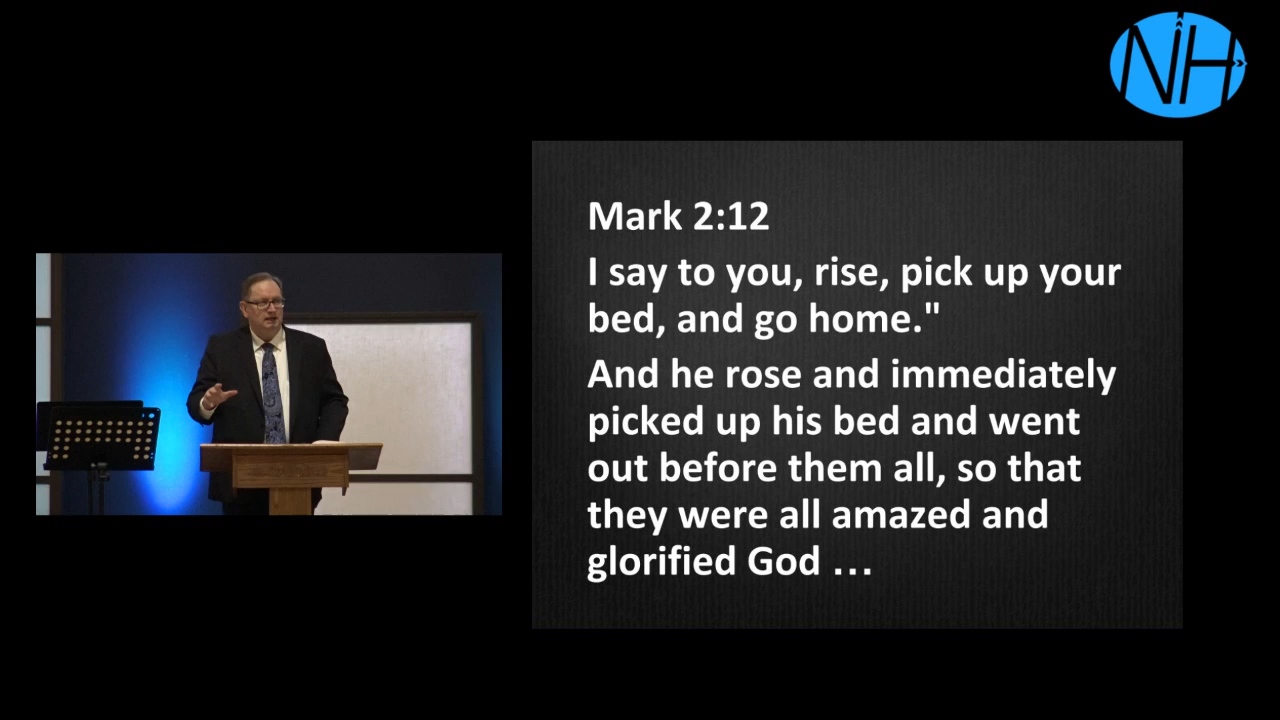 NH
Mark 2:12
I say to you, rise, pick up your
bed, and go home."
And he rose and immediately
picked up his bed and went
out before them all, so that
they were all amazed and
glorified God ...